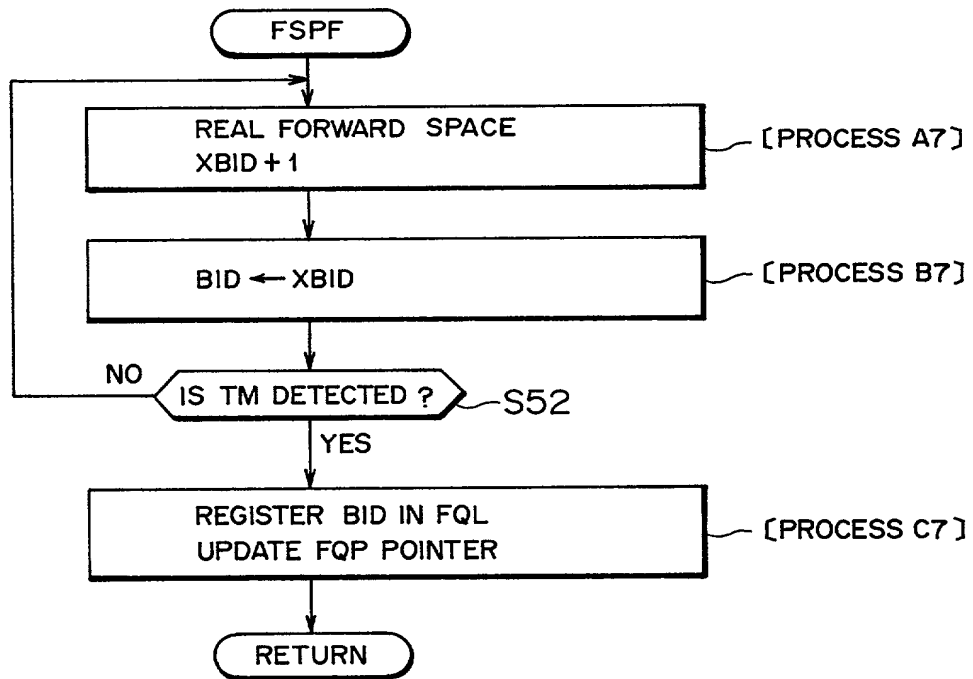 FSPF
REAL FORWARD SPACE
XBID + 1
[PROCESS A7]
BID ← XBID
[PROCESS B7]
NO
IS TM DETECTED ?
S52
YES
REGISTER BID IN FQL
UPDATE FQP POINTER
[PROCESS C7]
RETURN